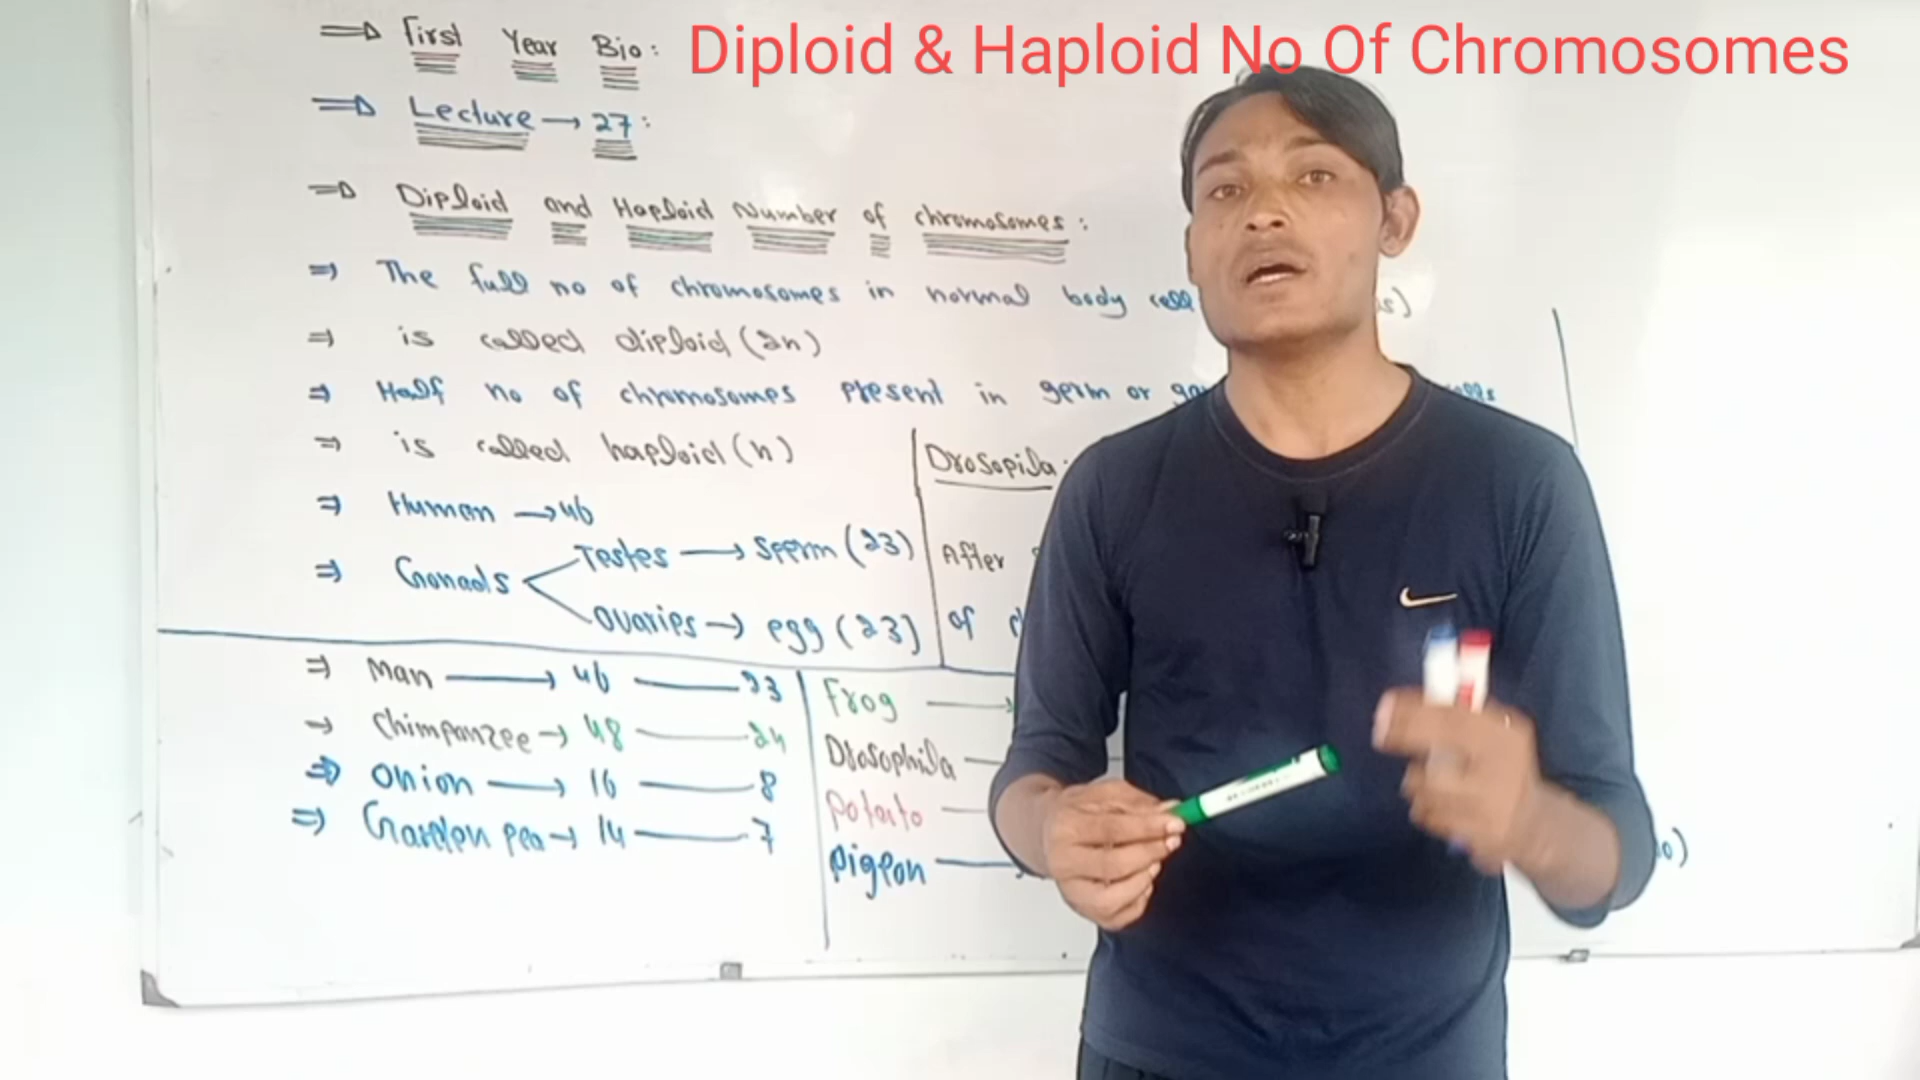 Diploid & Haploid No Of Chromosomes
⇒ First Year Bio:
⇒ Lecture → 27:
⇒ Diploid and Haploid Number of chromosomes:
⇒ The full no of chromosomes in normal body cell
⇒ is called diploid (2n)
⇒ Half no of chromosomes present in germ or
⇒ is called haploid (n)
⇒ Human → 46
⇒ Gonads
Testes → Sperm (23)
Ovaries → egg (23)
Drosopila:
After
of
⇒ Man → 46 — 23
⇒ Chimpanzee → 48 — 24
⇒ Onion → 16 — 8
⇒ Garden pea → 14 — 7
Frog →
Drosophila
Potato
Pigeon →